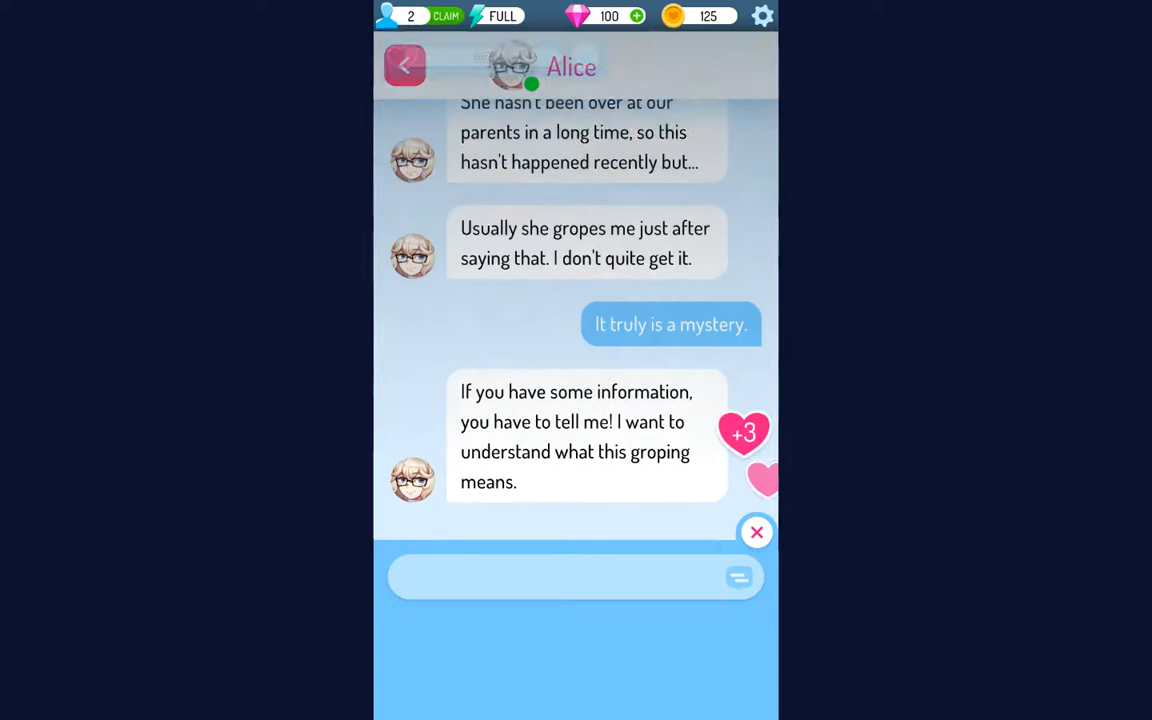 2 CLAIM FULL 100 125
Alice
She hasn't been over at our
parents in a long time, so this
hasn't happened recently but...
Usually she gropes me just after
saying that. I don't quite get it.
It truly is a mystery.
If you have some information,
you have to tell me! I want to
understand what this groping
means.
+3